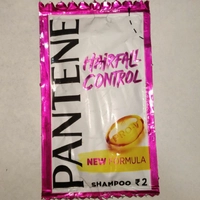 PANTENE
HAIRFALL
CONTROL
NEW FORMULA
SHAMPOO ₹2